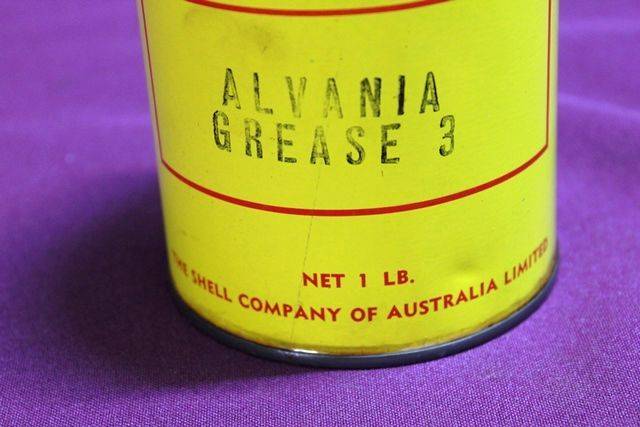 ALVANIA
GREASE 3
NET 1 LB.
THE SHELL COMPANY OF AUSTRALIA LIMITED